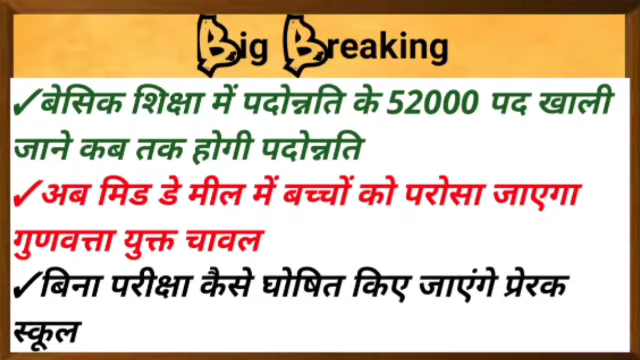 Big Breaking
✓बेसिक शिक्षा में पदोन्नति के 52000 पद खाली
जाने कब तक होगी पदोन्नति
✓अब मिड डे मील में बच्चों को परोसा जाएगा
गुणवत्ता युक्त चावल
✓बिना परीक्षा कैसे घोषित किए जाएंगे प्रेरक
स्कूल